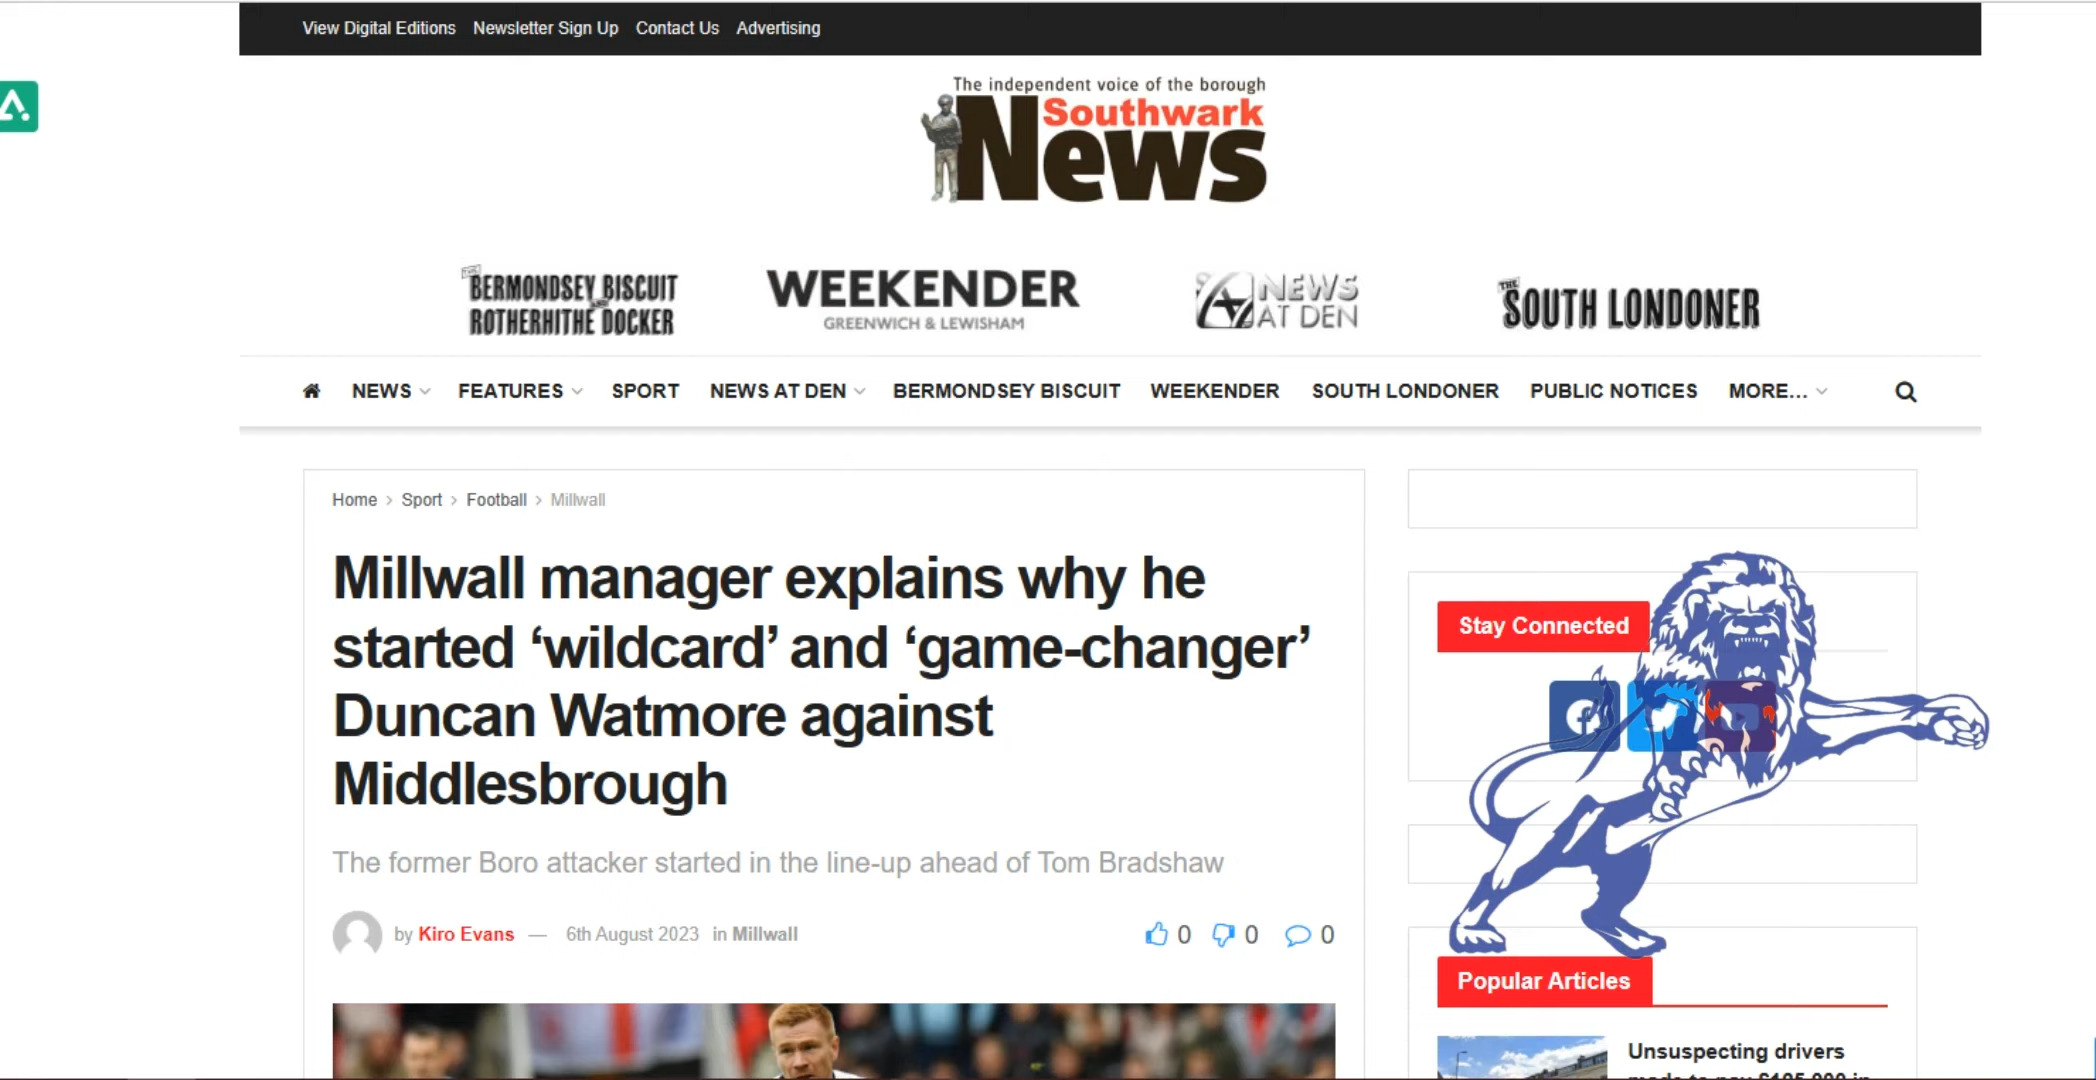 View Digital Editions Newsletter Sign Up Contact Us Advertising
The independent voice of the borough
Southwark
News
THE
BERMONDSEY BISCUIT
AND
ROTHERHITHE DOCKER
WEEKENDER
GREENWICH & LEWISHAM
NEWS
AT DEN
THE
SOUTH LONDONER
NEWS FEATURES SPORT NEWS AT DEN BERMONDSEY BISCUIT WEEKENDER SOUTH LONDONER PUBLIC NOTICES MORE...
Home > Sport > Football > Millwall
Millwall manager explains why he
started ‘wildcard’ and ‘game-changer’
Duncan Watmore against
Middlesbrough
The former Boro attacker started in the line-up ahead of Tom Bradshaw
by Kiro Evans — 6th August 2023 in Millwall
0 0 0
Stay Connected
Popular Articles
Unsuspecting drivers